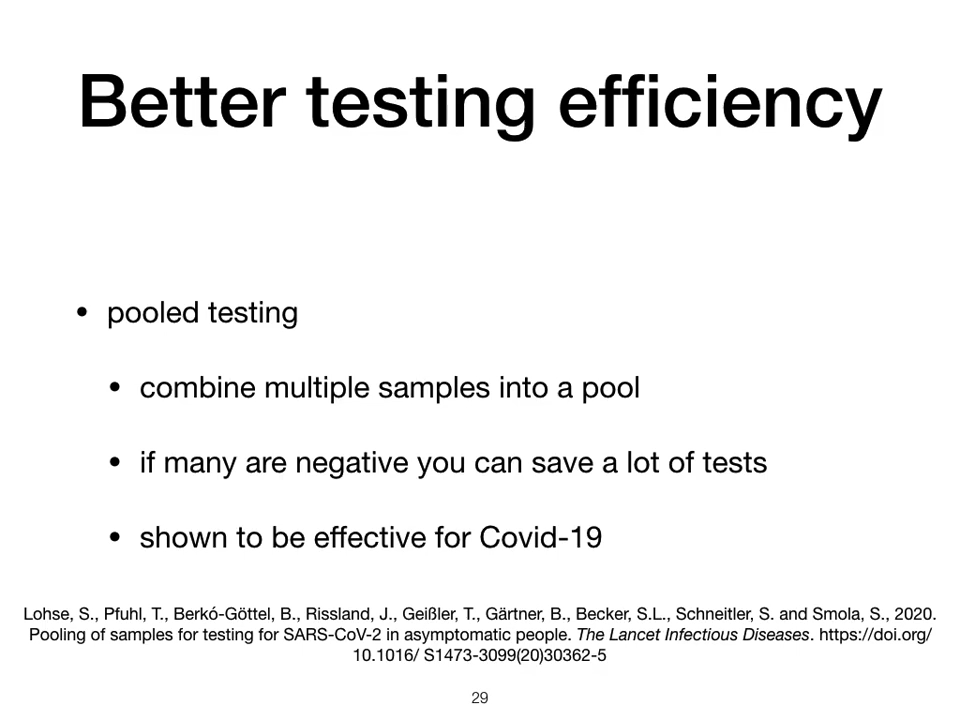 Better testing efficiency
• pooled testing
• combine multiple samples into a pool
• if many are negative you can save a lot of tests
• shown to be effective for Covid-19
Lohse, S., Pfuhl, T., Berkó-Göttel, B., Rissland, J., Geißler, T., Gärtner, B., Becker, S.L., Schneitler, S. and Smola, S., 2020.
Pooling of samples for testing for SARS-CoV-2 in asymptomatic people. The Lancet Infectious Diseases. https://doi.org/
10.1016/ S1473-3099(20)30362-5
29